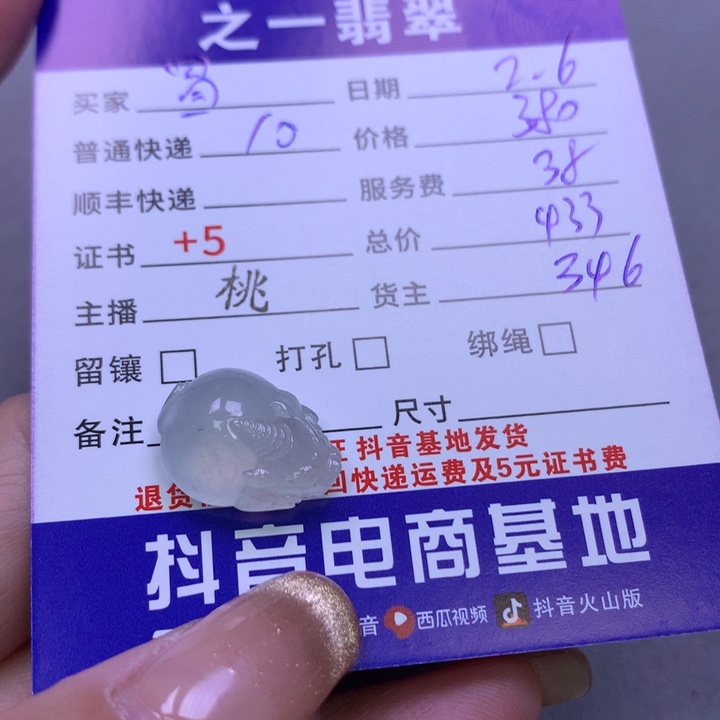 之一翡翠
买家 日期 2-6
普通快递 10 价格 380
顺丰快递 服务费 38
证书 +5 总价 433
主播 桃 货主 346
留镶 打孔 绑绳
备注 尺寸
抖音基地发货
退货 回快递运费及5元证书费
抖音电商基地
音 西瓜视频 抖音火山版